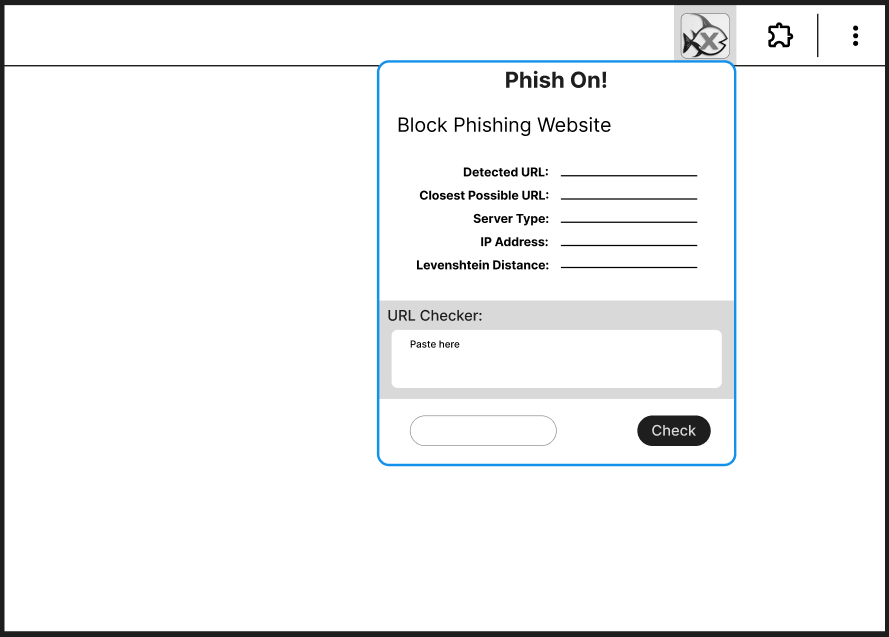 X
Phish On!
Block Phishing Website
Detected URL:
Closest Possible URL:
Server Type:
IP Address:
Levenshtein Distance:
URL Checker:
Paste here
Check